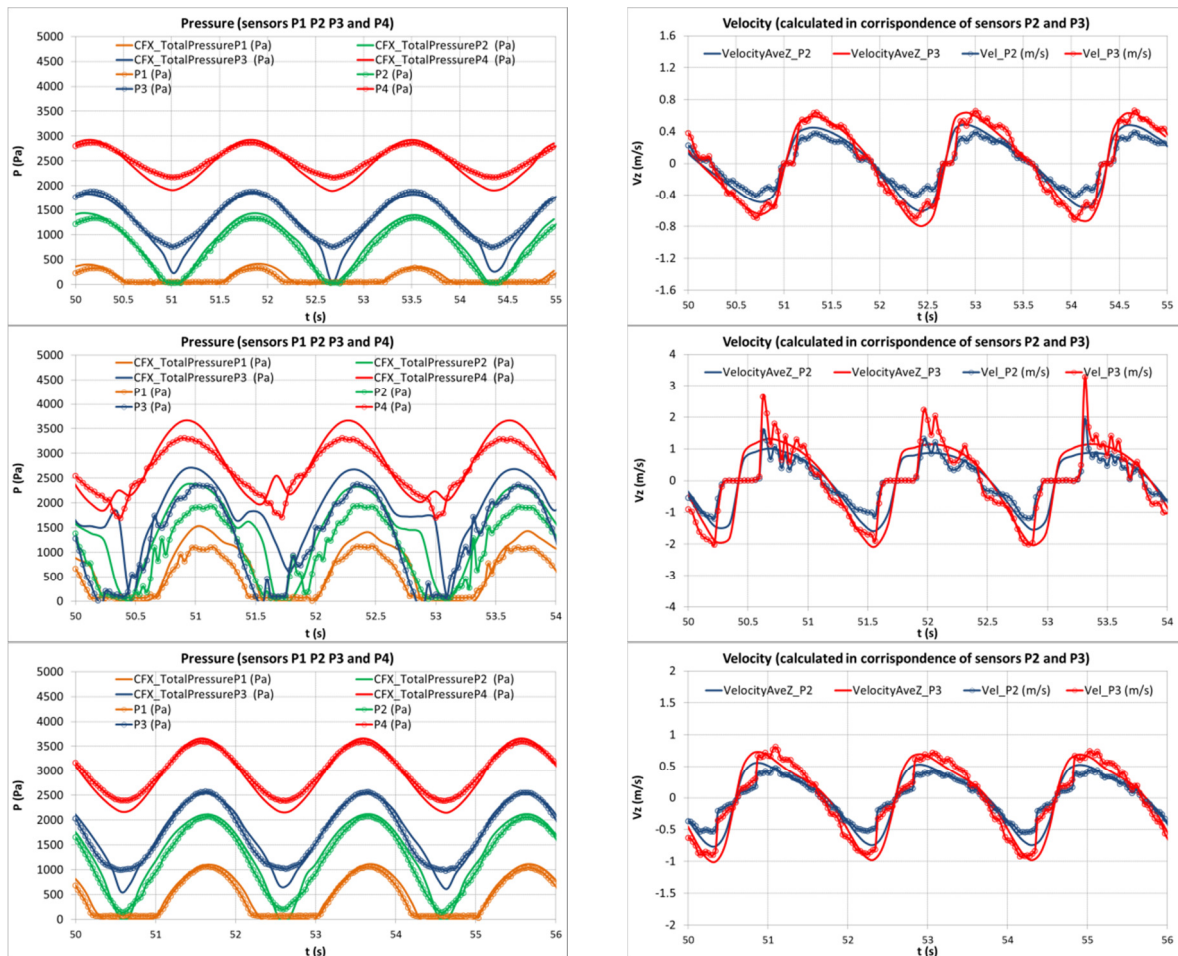 Pressure (sensors P1 P2 P3 and P4)
CFX_TotalPressureP1 (Pa) CFX_TotalPressureP2 (Pa)
CFX_TotalPressureP3 (Pa) CFX_TotalPressureP4 (Pa)
P1 (Pa) P2 (Pa)
P3 (Pa) P4 (Pa)
P (Pa)
5000
4500
4000
3500
3000
2500
2000
1500
1000
500
0
50 50.5 51 51.5 52 52.5 53 53.5 54 54.5 55
t (s)
Velocity (calculated in corrispondence of sensors P2 and P3)
VelocityAveZ_P2 VelocityAveZ_P3 Vel_P2 (m/s) Vel_P3 (m/s)
Vz (m/s)
1.6
1.2
0.8
0.4
0
-0.4
-0.8
-1.2
-1.6
50 50.5 51 51.5 52 52.5 53 53.5 54 54.5 55
t (s)
Pressure (sensors P1 P2 P3 and P4)
CFX_TotalPressureP1 (Pa) CFX_TotalPressureP2 (Pa)
CFX_TotalPressureP3 (Pa) CFX_TotalPressureP4 (Pa)
P1 (Pa) P2 (Pa)
P3 (Pa) P4 (Pa)
P (Pa)
5000
4500
4000
3500
3000
2500
2000
1500
1000
500
0
50 50.5 51 51.5 52 52.5 53 53.5 54
t (s)
Velocity (calculated in corrispondence of sensors P2 and P3)
VelocityAveZ_P2 VelocityAveZ_P3 Vel_P2 (m/s) Vel_P3 (m/s)
Vz (m/s)
4
3
2
1
0
-1
-2
-3
-4
50 50.5 51 51.5 52 52.5 53 53.5 54
t (s)
Pressure (sensors P1 P2 P3 and P4)
CFX_TotalPressureP1 (Pa) CFX_TotalPressureP2 (Pa)
CFX_TotalPressureP3 (Pa) CFX_TotalPressureP4 (Pa)
P1 (Pa) P2 (Pa)
P3 (Pa) P4 (Pa)
P (Pa)
5000
4500
4000
3500
3000
2500
2000
1500
1000
500
0
50 51 52 53 54 55 56
t (s)
Velocity (calculated in corrispondence of sensors P2 and P3)
VelocityAveZ_P2 VelocityAveZ_P3 Vel_P2 (m/s) Vel_P3 (m/s)
Vz (m/s)
2
1.5
1
0.5
0
-0.5
-1
-1.5
-2
50 51 52 53 54 55 56
t (s)